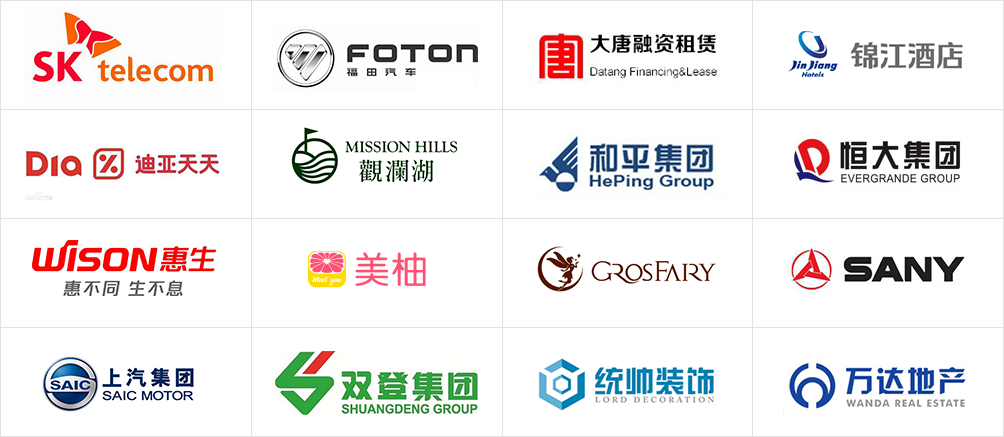 SK telecom
FOTON
福田汽车
大唐融资租赁
Datang Financing&Lease
JinJiang
Hotels
锦江酒店
Dia % 迪亚天天
MISSION HILLS
觀瀾湖
和平集团
HePing Group
恒大集团
EVERGRANDE GROUP
WISON 惠生
惠不同 生不息
Meet you
美柚
GROSFAIRY
SANY
SAIC
上汽集团
SAIC MOTOR
双登集团
SHUANGDENG GROUP
统帅装饰
LORD DECORATION
万达地产
WANDA REAL ESTATE